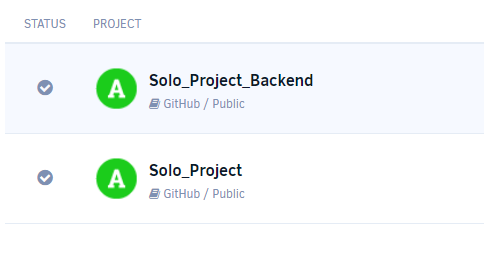 STATUS PROJECT
A
Solo_Project_Backend
GitHub / Public
A
Solo_Project
GitHub / Public